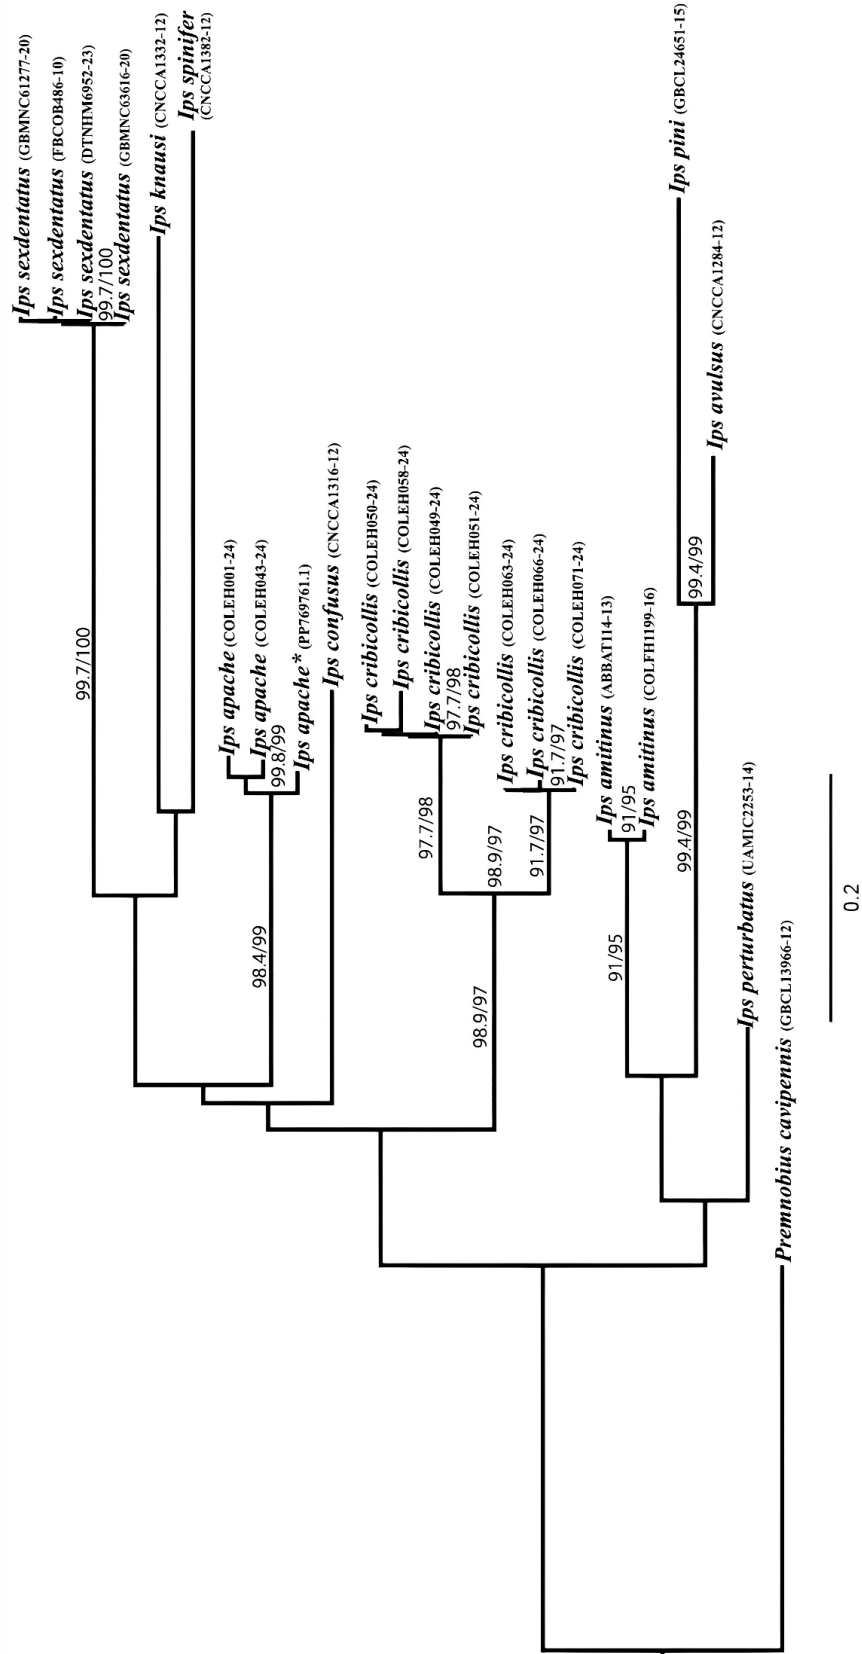 Ips sexdentatus (GBMNC61277-20)
Ips sexdentatus (FBCOB486-10)
Ips sexdentatus (DTNHM6952-23)
99.7/100
Ips sexdentatus (GBMNC63616-20)
99.7/100
Ips knausi (CNCCA1332-12)
Ips spinifer
(CNCCA1382-12)
Ips apache (COLEH001-24)
Ips apache (COLEH043-24)
99.8/99
98.4/99
Ips apache* (PP769761.1)
Ips confusus (CNCCA1316-12)
Ips cribicollis (COLEH050-24)
Ips cribicollis (COLEH058-24)
Ips cribicollis (COLEH049-24)
97.7/98
97.7/98
Ips cribicollis (COLEH051-24)
98.9/97
98.9/97
Ips cribicollis (COLEH063-24)
Ips cribicollis (COLEH066-24)
91.7/97
91.7/97
Ips cribicollis (COLEH071-24)
Ips amitinus (ABBAT114-13)
91/95
91/95
Ips amitinus (COLFH1199-16)
Ips pini (GBCL24651-15)
99.4/99
99.4/99
Ips avulsus (CNCCA1284-12)
Ips perturbatus (UAMIC2253-14)
Premnobius cavipennis (GBCL13966-12)
0.2